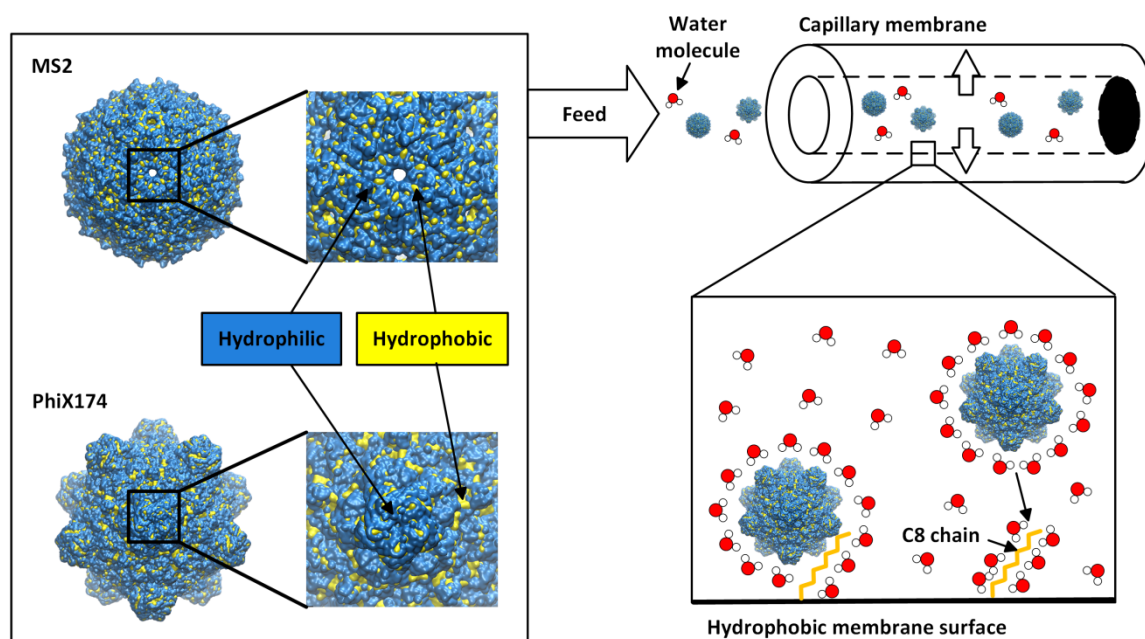 MS2
Hydrophilic
Hydrophobic
PhiX174
Feed
Water
molecule
Capillary membrane
C8 chain
Hydrophobic membrane surface